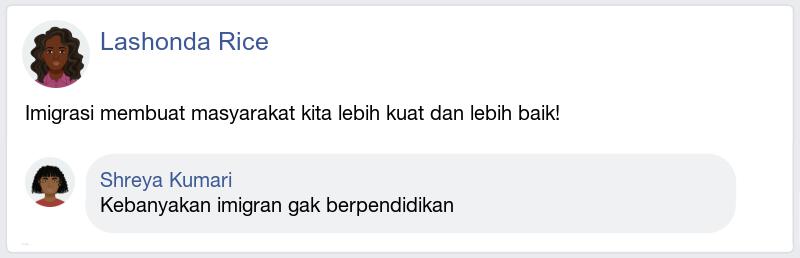 Lashonda Rice
Imigrasi membuat masyarakat kita lebih kuat dan lebih baik!
Shreya Kumari
Kebanyakan imigran gak berpendidikan